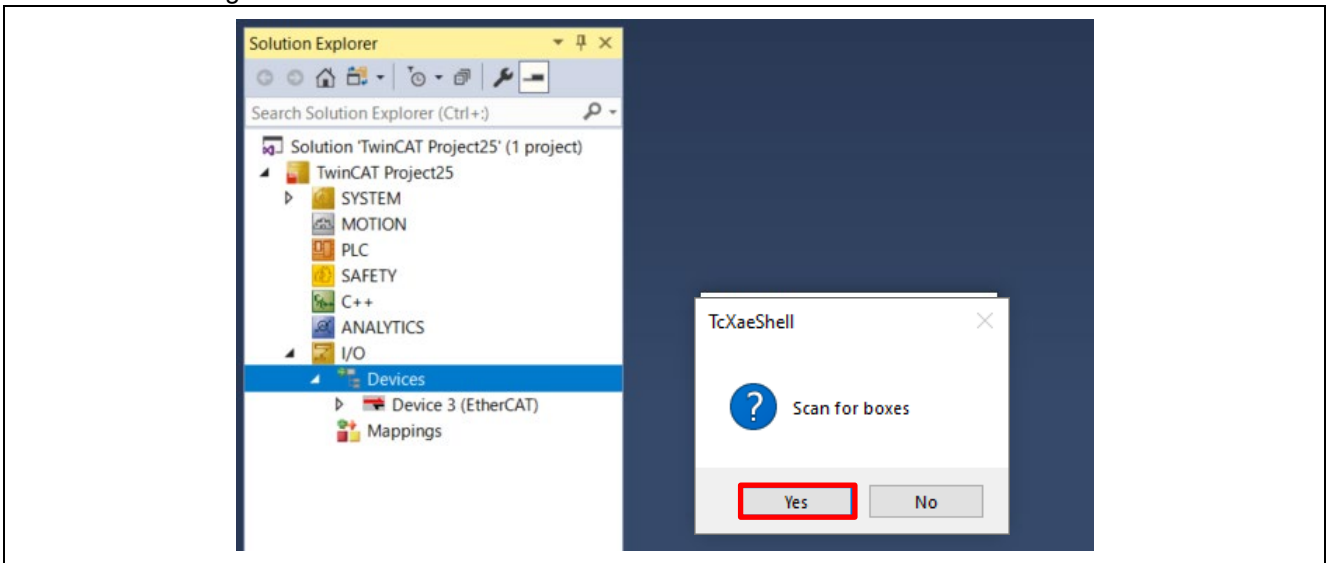 Solution Explorer
Search Solution Explorer (Ctrl+:)
Solution 'TwinCAT Project25' (1 project)
TwinCAT Project25
SYSTEM
MOTION
PLC
SAFETY
C++
ANALYTICS
I/O
Devices
Device 3 (EtherCAT)
Mappings
TcXaeShell
Scan for boxes
Yes No